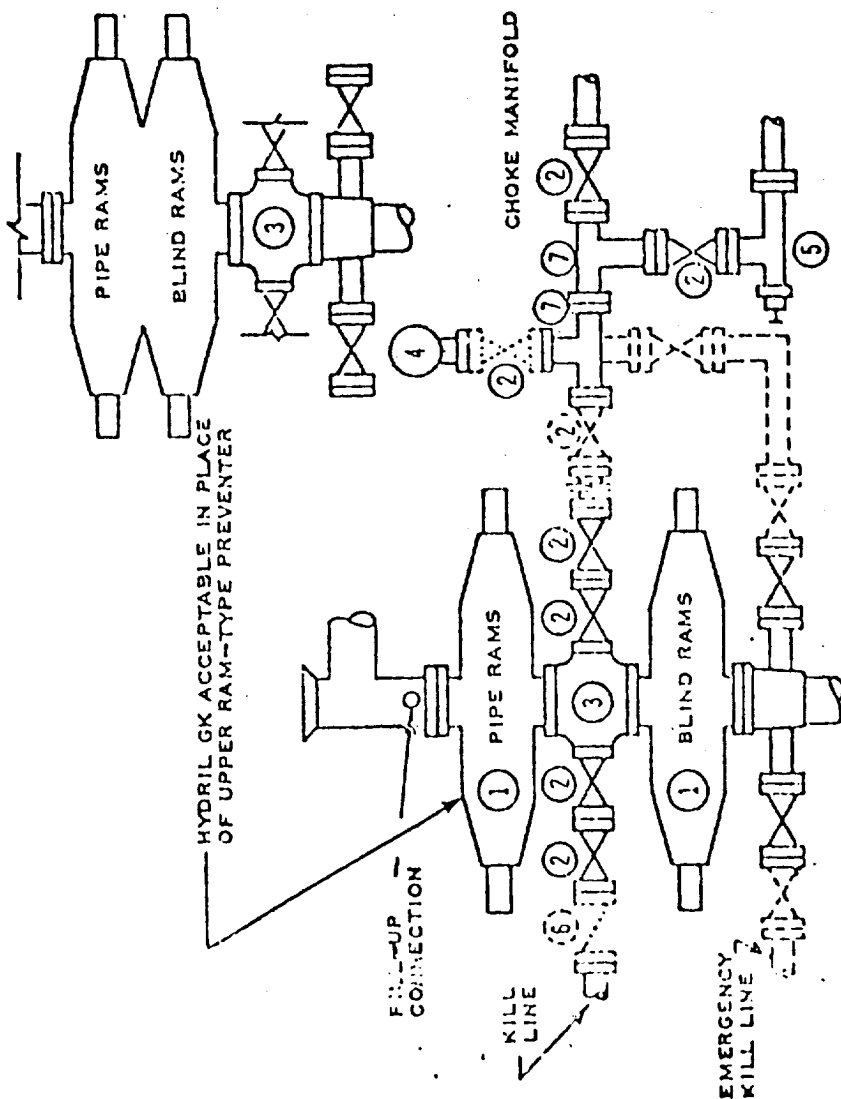 PIPE RAMS
BLIND RAMS
3
HYDRIL GK ACCEPTABLE IN PLACE
OF UPPER RAM-TYPE PREVENTER
CHOKE MANIFOLD
4
2
7
7
2
2
5
2
2
2
FILL-UP
CONNECTION
1
PIPE RAMS
3
2
2
6
KILL
LINE
1
BLIND RAMS
EMERGENCY
KILL LINE